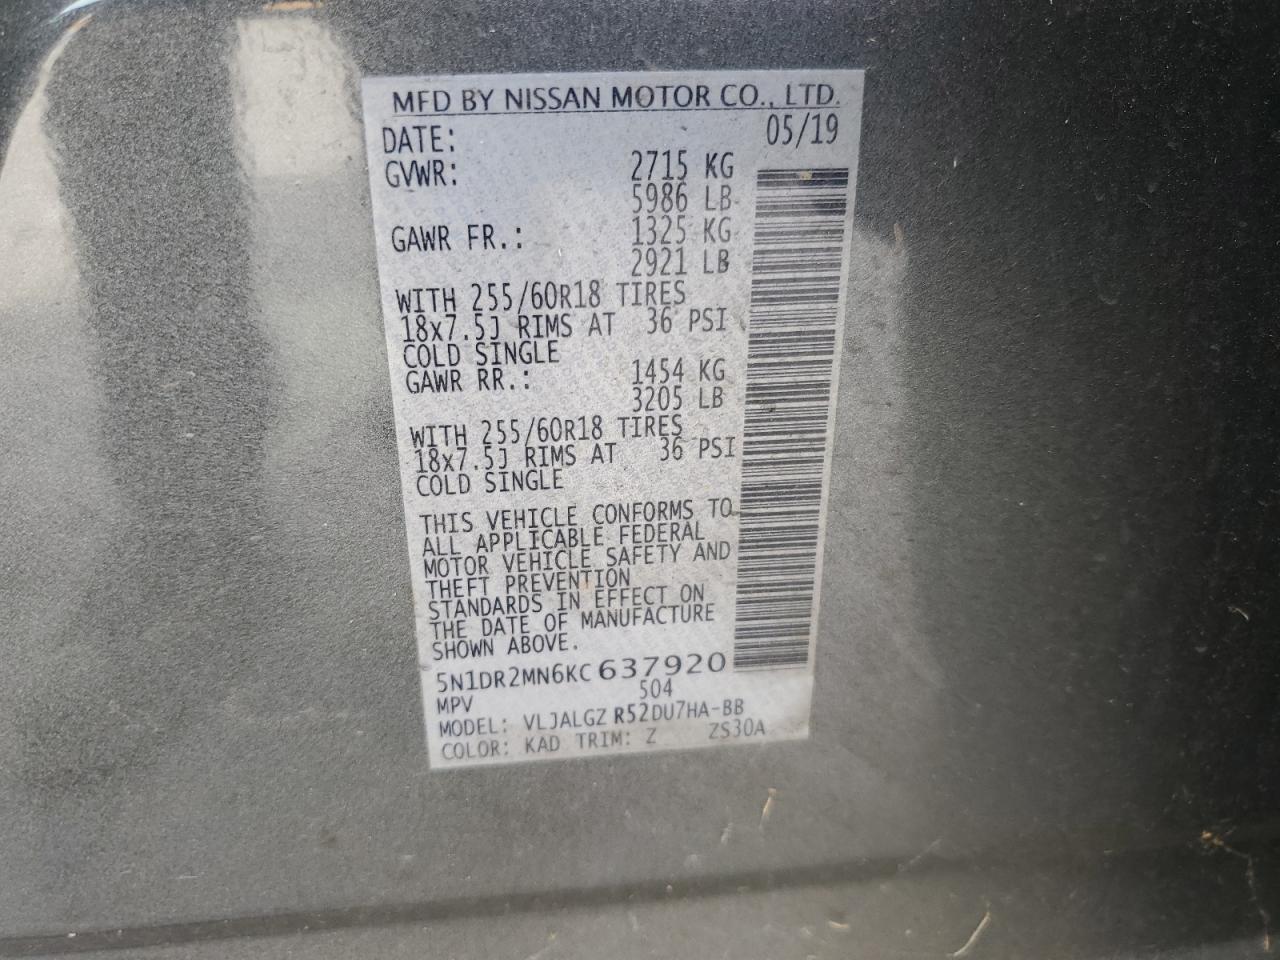 MFD BY NISSAN MOTOR CO., LTD.
DATE: 05/19
GVWR: 2715 KG
5986 LB
GAWR FR.: 1325 KG
2921 LB
WITH 255/60R18 TIRES
18x7.5J RIMS AT 36 PSI
COLD SINGLE
GAWR RR.: 1454 KG
3205 LB
WITH 255/60R18 TIRES
18x7.5J RIMS AT 36 PSI
COLD SINGLE
THIS VEHICLE CONFORMS TO
ALL APPLICABLE FEDERAL
MOTOR VEHICLE SAFETY AND
THEFT PREVENTION
STANDARDS IN EFFECT ON
THE DATE OF MANUFACTURE
SHOWN ABOVE.
5N1DR2MN6KC637920
MPV 504
MODEL: VLJALGZ R52DU7HA-BB
COLOR: KAD TRIM: Z ZS30A